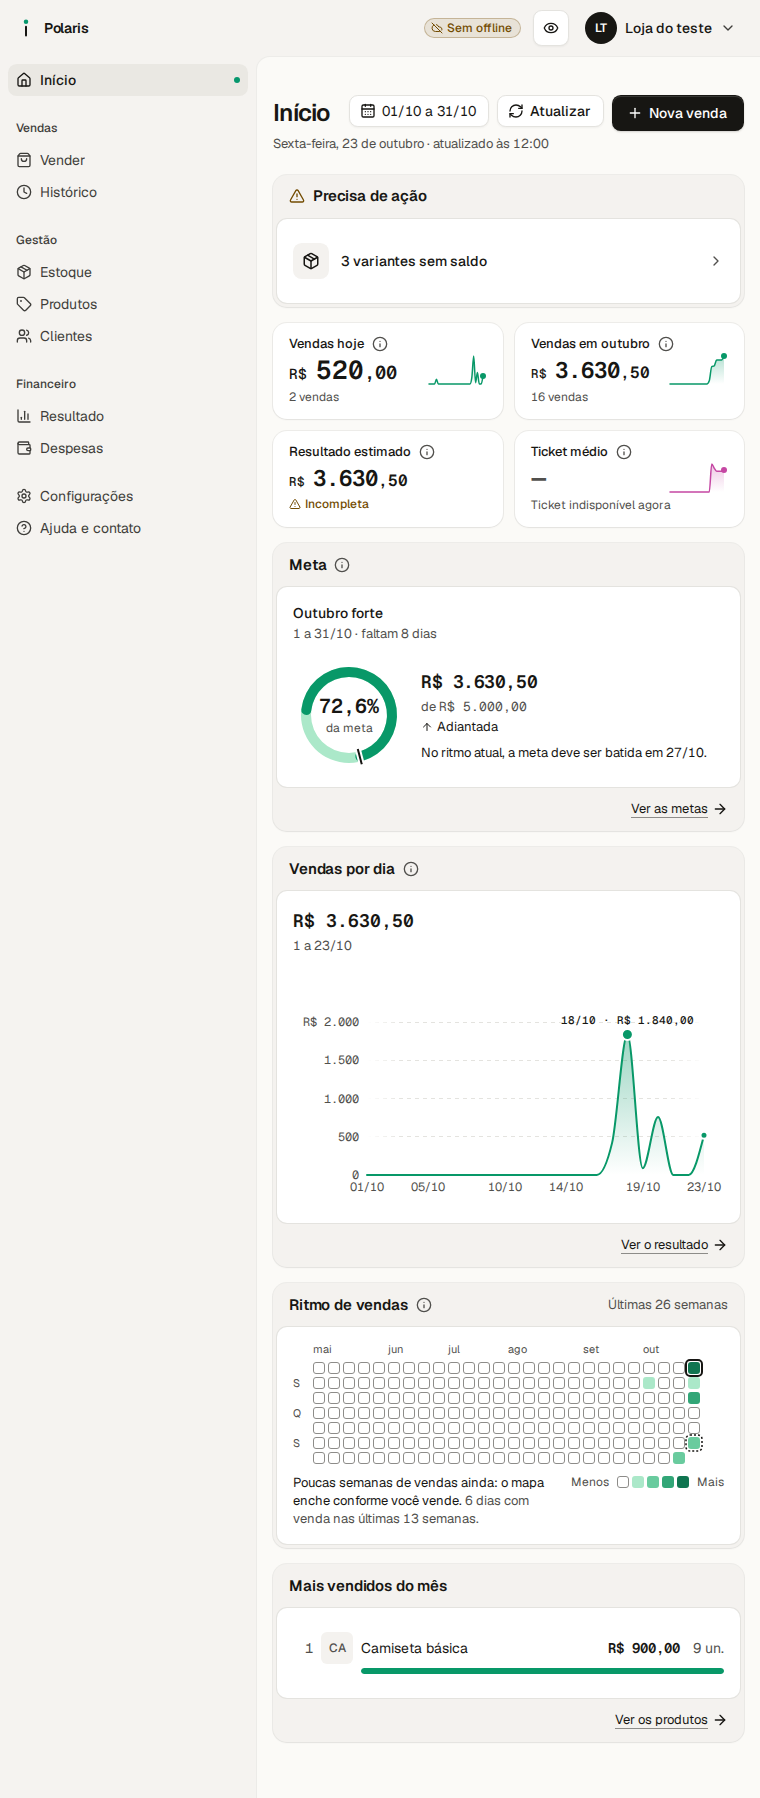 Polaris
Sem offline
LT
Loja do teste
Início
Vendas
Vender
Histórico
Gestão
Estoque
Produtos
Clientes
Financeiro
Resultado
Despesas
Configurações
Ajuda e contato
Início
01/10 a 31/10
Atualizar
Nova venda
Sexta-feira, 23 de outubro · atualizado às 12:00
Precisa de ação
3 variantes sem saldo
Vendas hoje
R$ 520,00
2 vendas
Vendas em outubro
R$ 3.630,50
16 vendas
Resultado estimado
R$ 3.630,50
Incompleta
Ticket médio
—
Ticket indisponível agora
Meta
Outubro forte
1 a 31/10 · faltam 8 dias
72,6%
da meta
R$ 3.630,50
de R$ 5.000,00
Adiantada
No ritmo atual, a meta deve ser batida em 27/10.
Ver as metas
Vendas por dia
R$ 3.630,50
1 a 23/10
18/10 · R$ 1.840,00
R$ 2.000
1.500
1.000
500
0
01/10 05/10 10/10 14/10 19/10 23/10
Ver o resultado
Ritmo de vendas
Últimas 26 semanas
mai jun jul ago set out
S
Q
S
Poucas semanas de vendas ainda: o mapa
enche conforme você vende. 6 dias com
venda nas últimas 13 semanas.
Menos
Mais
Mais vendidos do mês
1 CA Camiseta básica R$ 900,00 9 un.
Ver os produtos